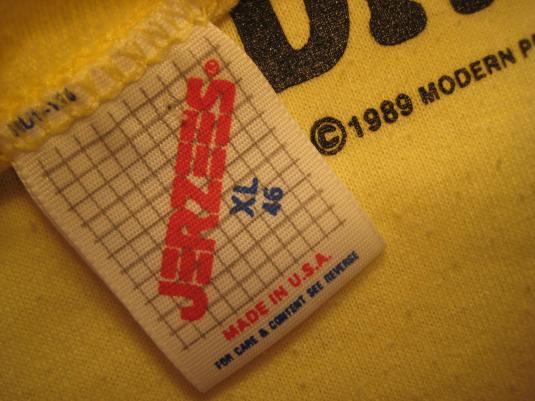 JERZEES®
XL
46
MADE IN U.S.A.
FOR CARE & CONTENT SEE REVERSE
©1989 MODERN